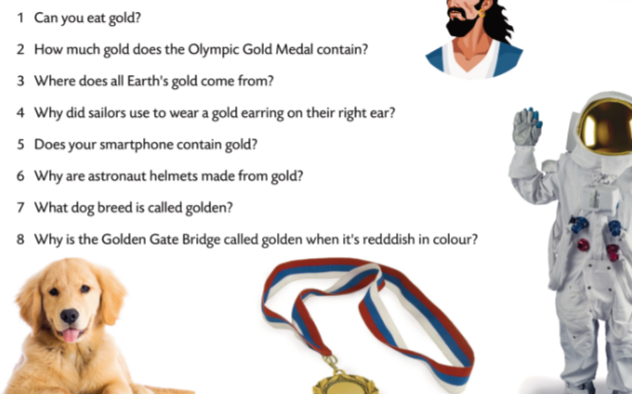 1 Can you eat gold?
2 How much gold does the Olympic Gold Medal contain?
3 Where does all Earth's gold come from?
4 Why did sailors use to wear a gold earring on their right ear?
5 Does your smartphone contain gold?
6 Why are astronaut helmets made from gold?
7 What dog breed is called golden?
8 Why is the Golden Gate Bridge called golden when it's redddish in colour?